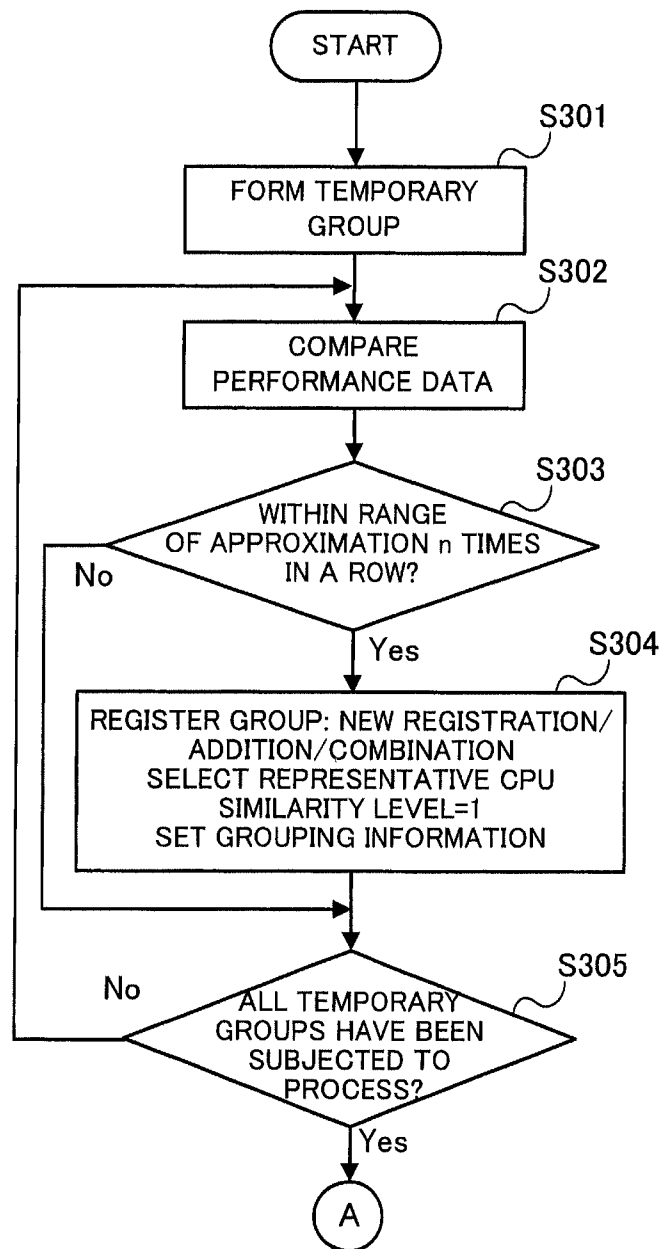 START
S301
FORM TEMPORARY
GROUP
S302
COMPARE
PERFORMANCE DATA
S303
WITHIN RANGE
OF APPROXIMATION n TIMES
IN A ROW?
No
Yes
S304
REGISTER GROUP: NEW REGISTRATION/
ADDITION/COMBINATION
SELECT REPRESENTATIVE CPU
SIMILARITY LEVEL=1
SET GROUPING INFORMATION
S305
No
ALL TEMPORARY
GROUPS HAVE BEEN
SUBJECTED TO
PROCESS?
Yes
A